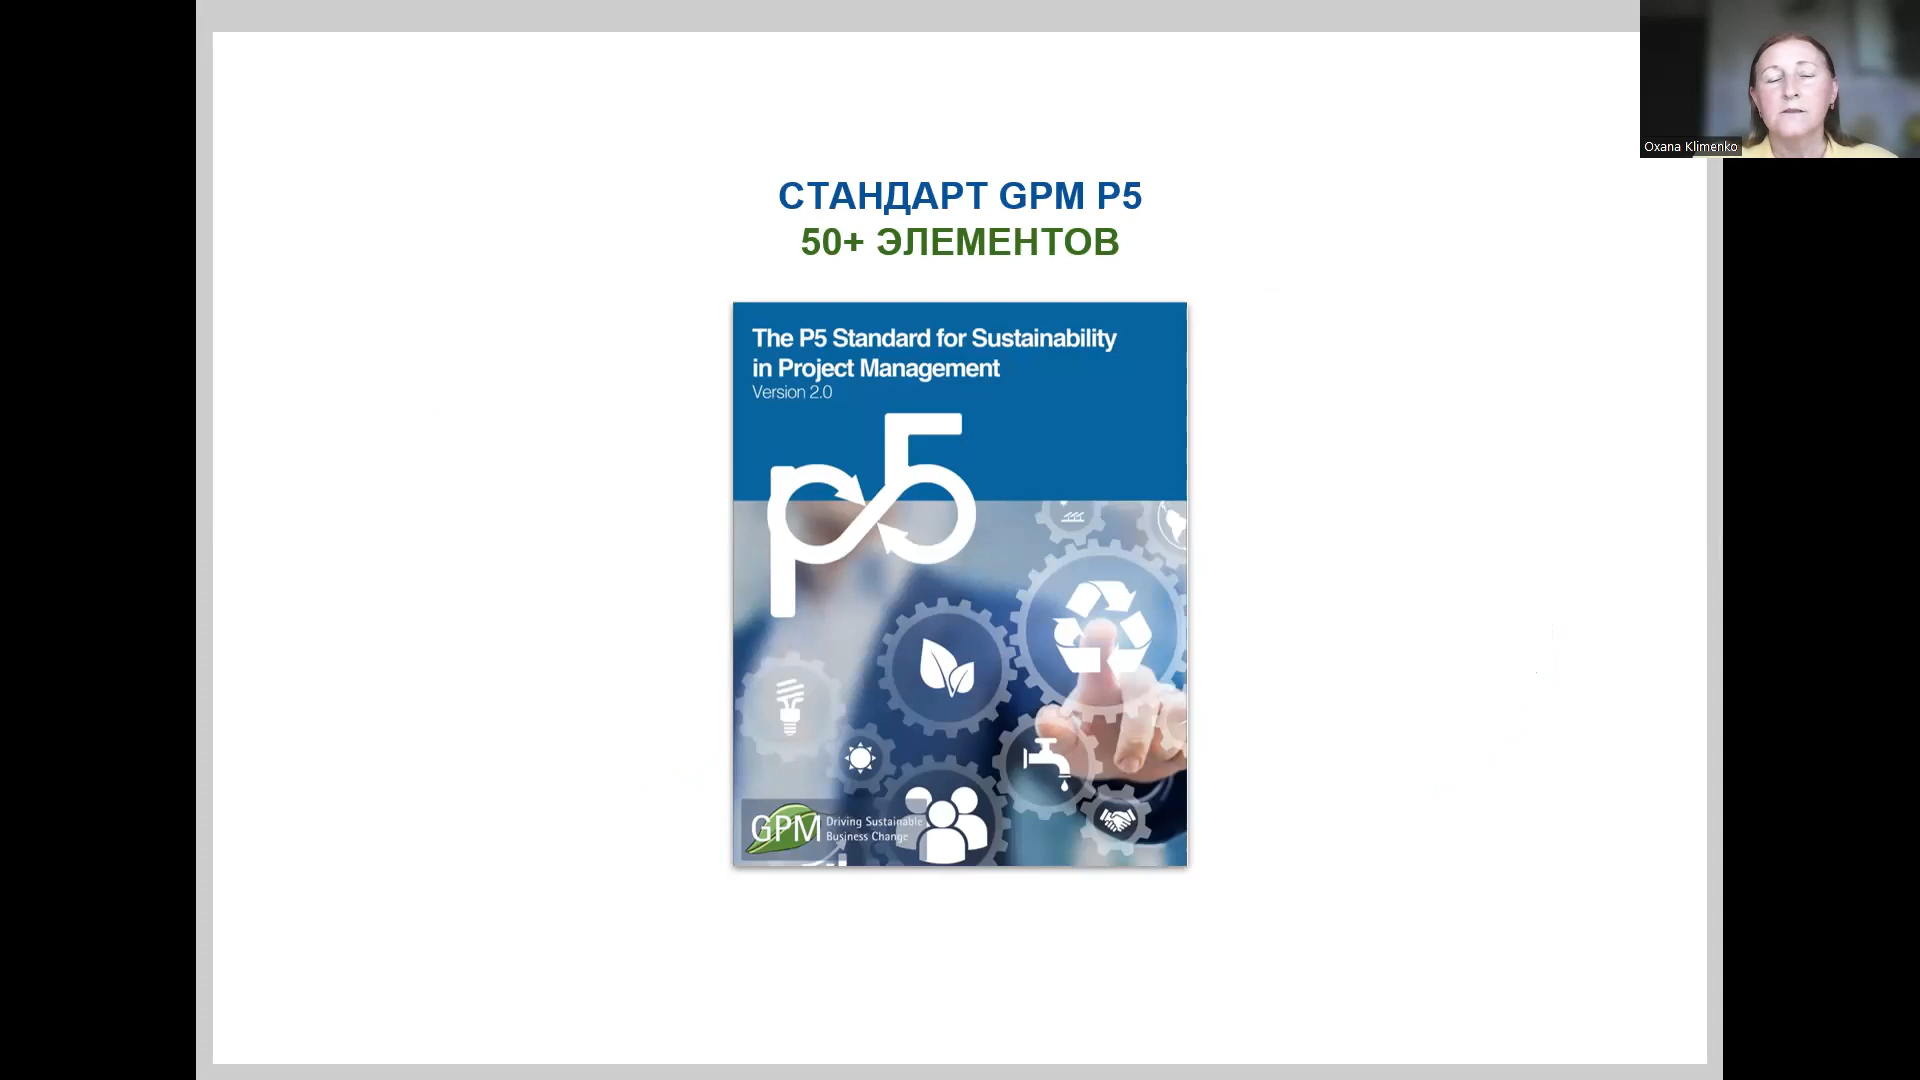 СТАНДАРТ GPM P5
50+ ЭЛЕМЕНТОВ
The P5 Standard for Sustainability
in Project Management
Version 2.0
p5
GPM Driving Sustainable
Business Change
Oxana Klimenko